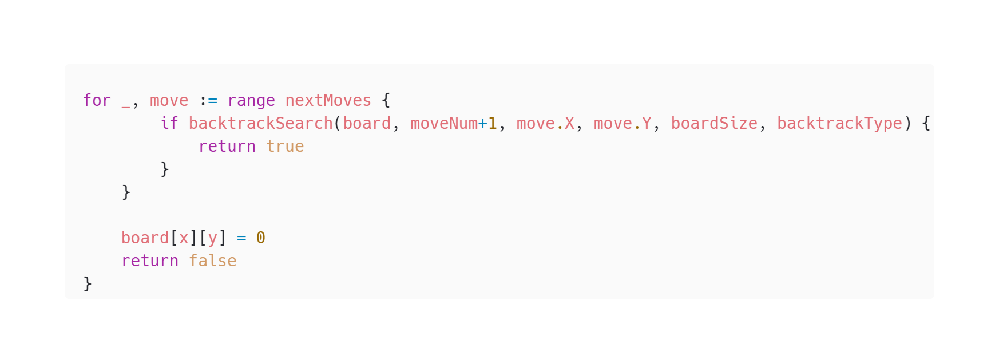 for _, move := range nextMoves {
        if backtrackSearch(board, moveNum+1, move.X, move.Y, boardSize, backtrackType) {
            return true
        }
    }

    board[x][y] = 0
    return false
}